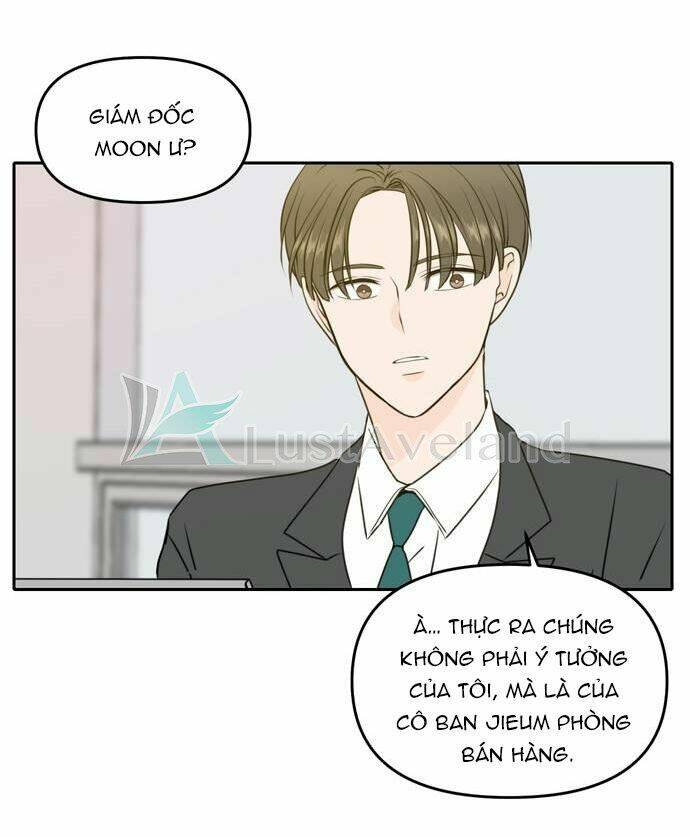 GIÁM ĐỐC
MOON Ư?
LUSTAVELAND
À... THỰC RA CHÚNG
KHÔNG PHẢI Ý TƯỞNG
CỦA TÔI, MÀ LÀ CỦA
CÔ BAN JIEUM PHÒNG
BÁN HÀNG.